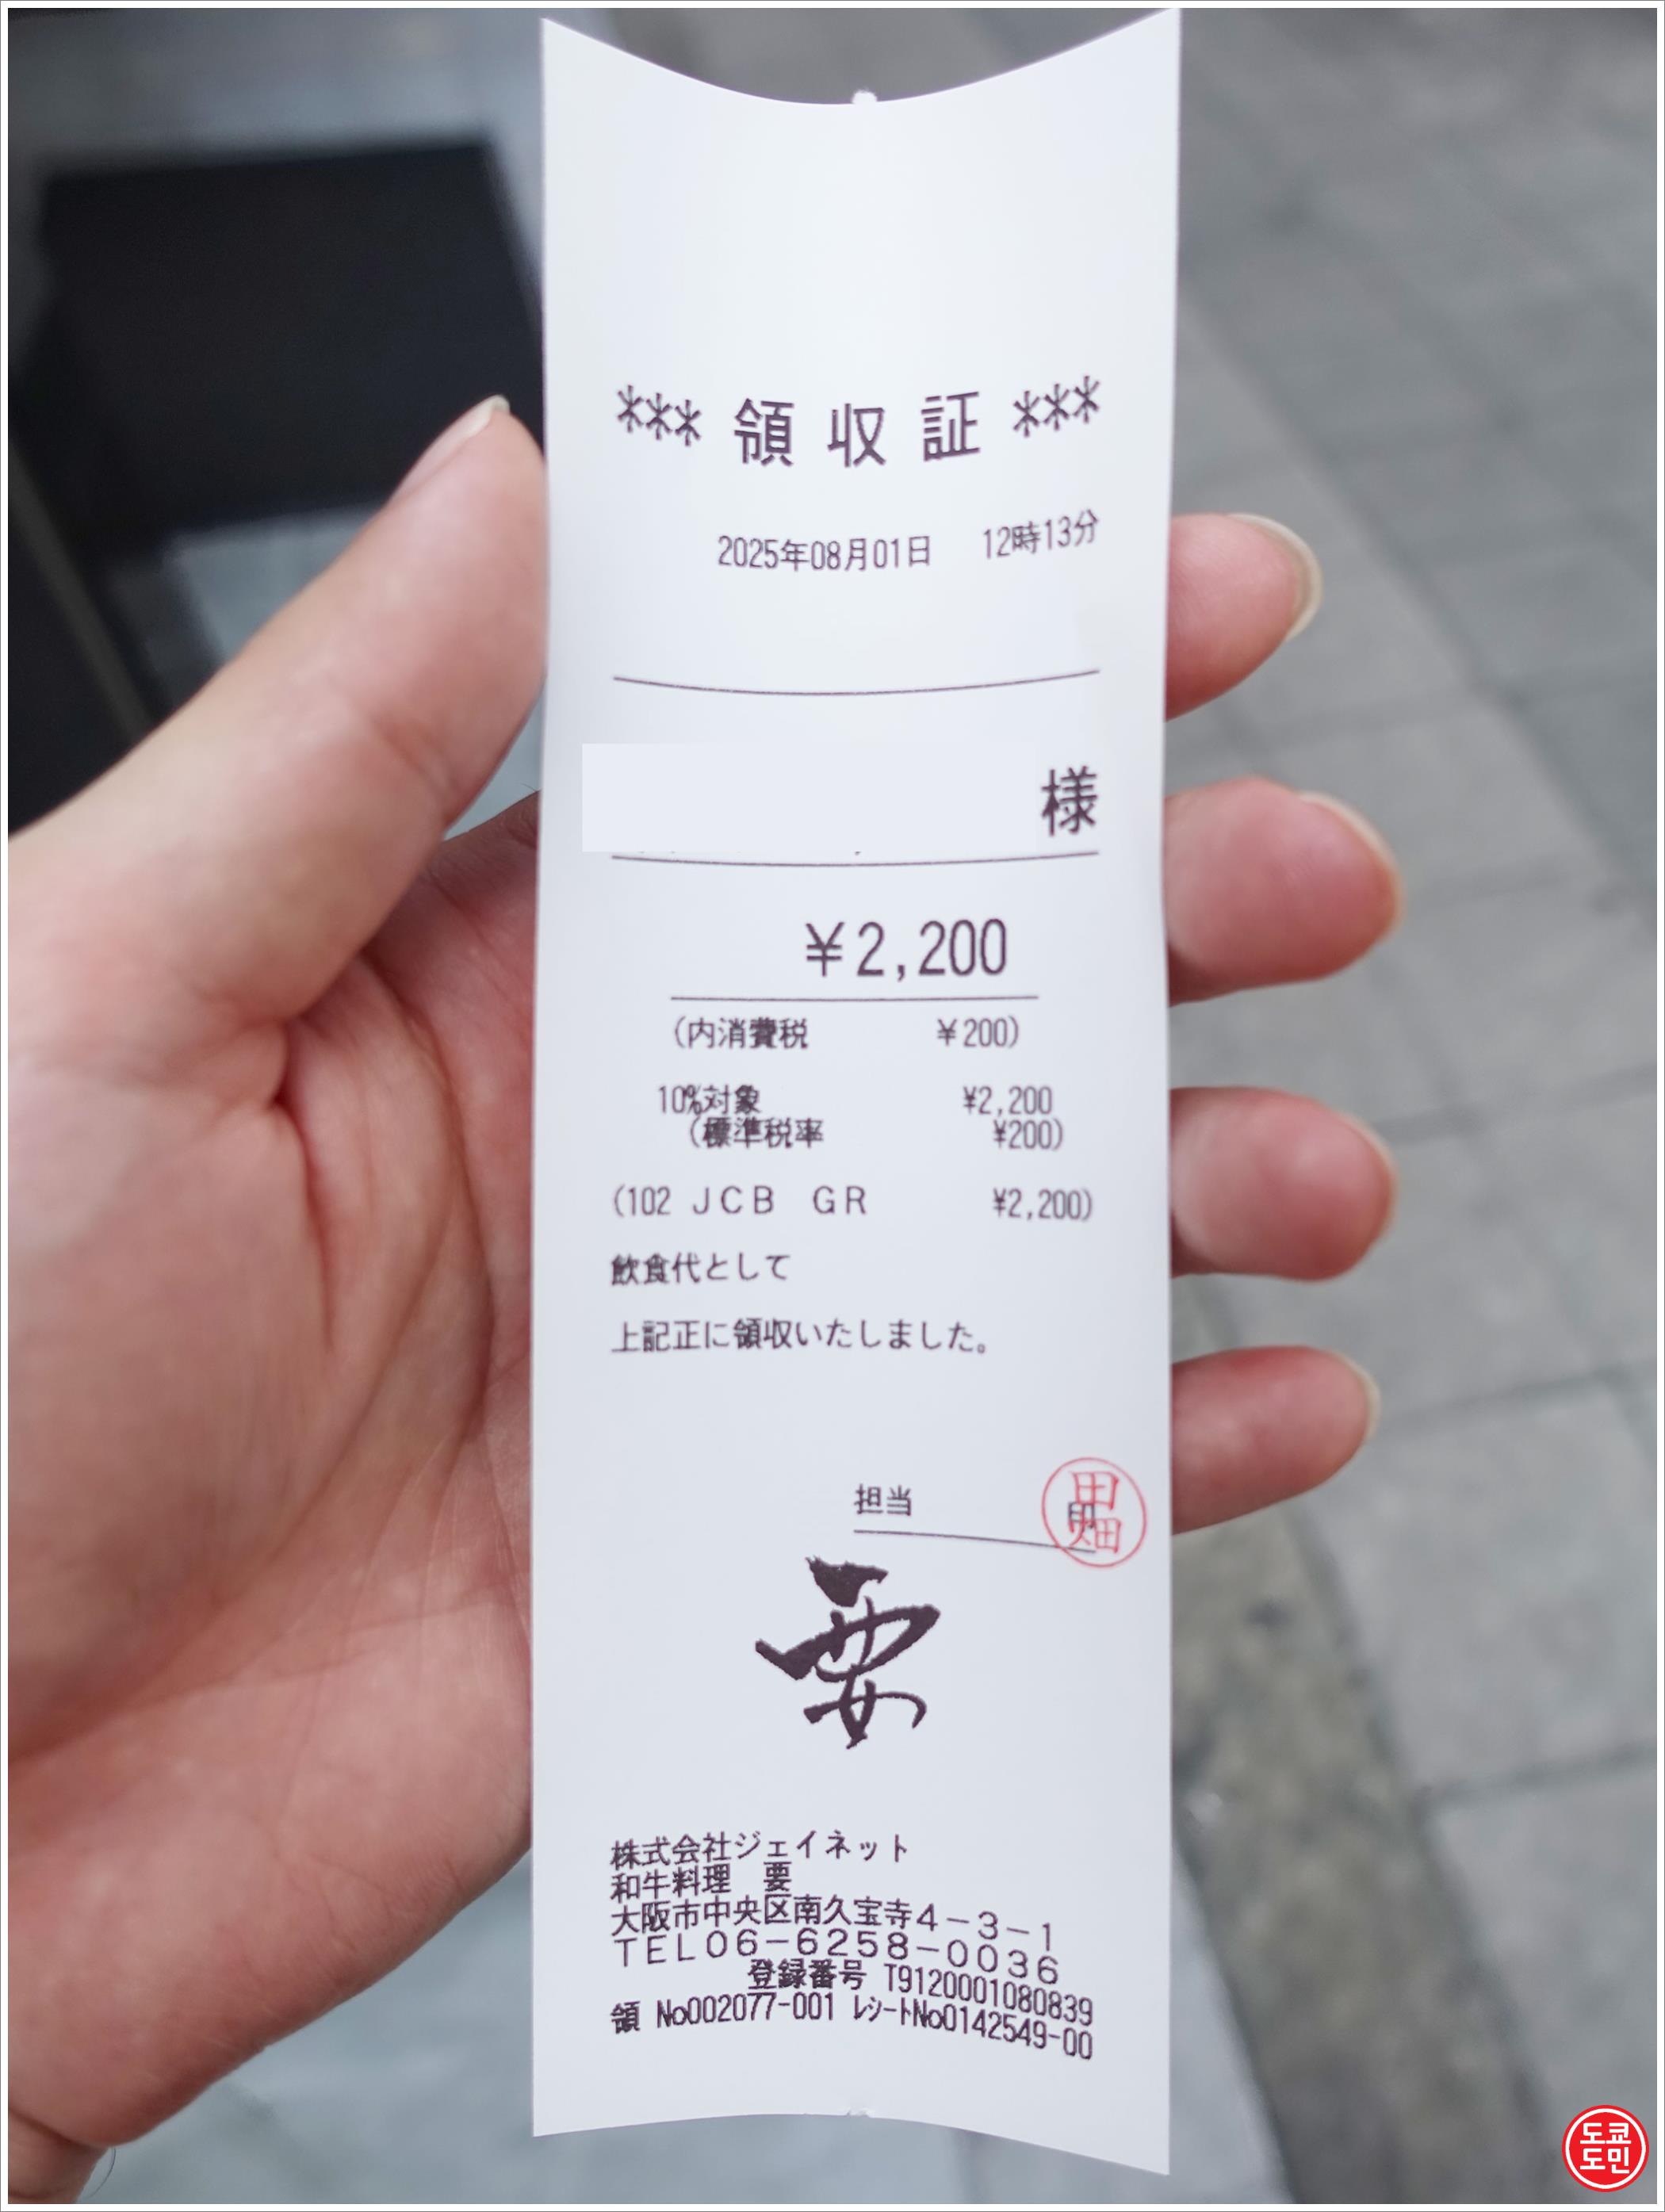 *** 領収証 ***
2025年08月01日 12時13分
様
¥2,200
(内消費税 ¥200)
10%対象 ¥2,200
(標準税率 ¥200)
(102 JCB GR ¥2,200)
飲食代として
上記正に領収いたしました。
担当 印
田畑
要
株式会社ジェイネット
和牛料理 要
大阪市中央区南久宝寺4-3-1
TEL06-6258-0036
登録番号 T9120001080839
領 No002077-001 レシートNo0142549-00
도쿄
도민